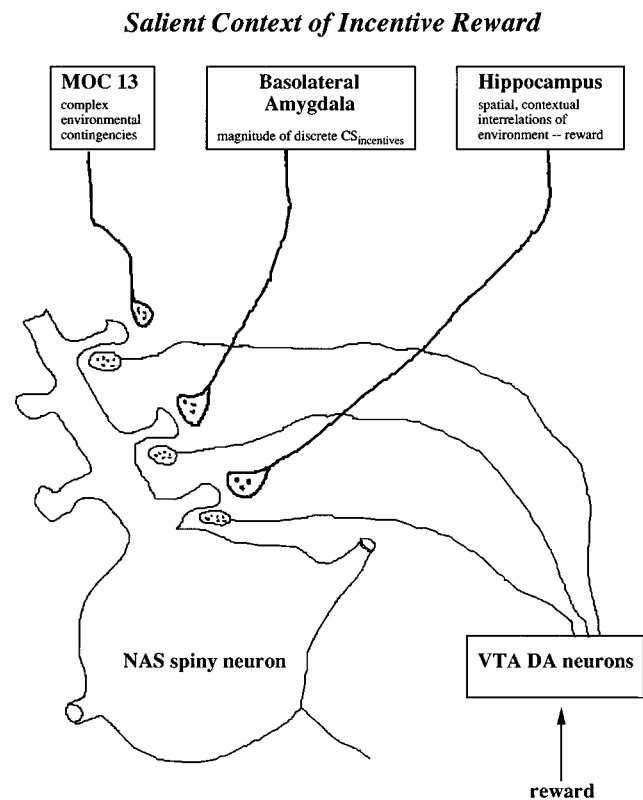 Salient Context of Incentive Reward
MOC 13
complex
environmental
contingencies
Basolateral
Amygdala
magnitude of discrete CSincentives
Hippocampus
spatial, contextual
interrelations of
environment -- reward
NAS spiny neuron
VTA DA neurons
reward